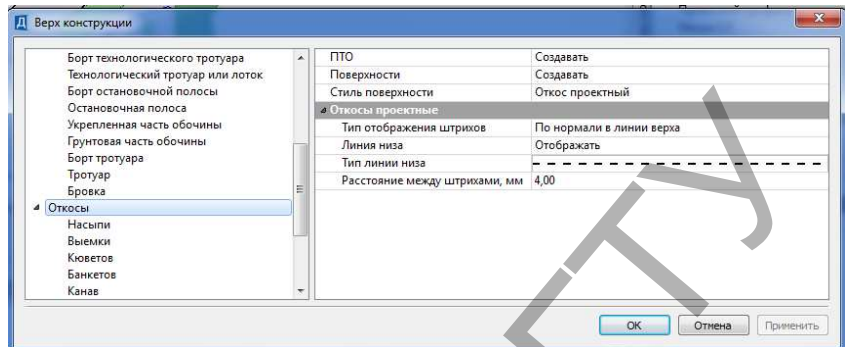 Верх конструкции
Борт технологического тротуара
Технологический тротуар или лоток
Борт остановочной полосы
Остановочная полоса
Укрепленная часть обочины
Грунтовая часть обочины
Борт тротуара
Тротуар
Бровка
Откосы
Насыпи
Выемки
Кюветов
Банкетов
Канав
ПТО Создавать
Поверхности Создавать
Стиль поверхности Откос проектный
Откосы проектные
Тип отображения штрихов По нормали в линии верха
Линия низа Отображать
Тип линии низа
Расстояние между штрихами, мм 4,00
OK Отмена Применить